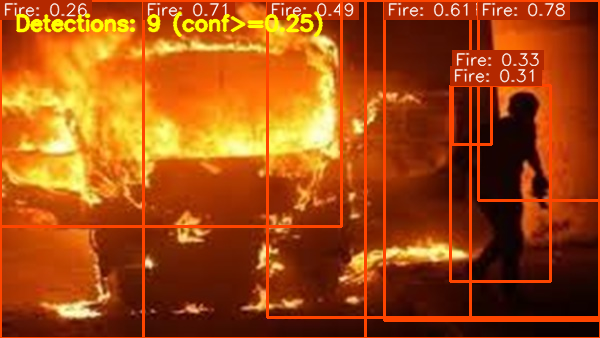 Fire: 0.26
Fire: 0.71
Fire: 0.49
Fire: 0.61
Fire: 0.78
Detections: 9 (conf>=0.25)
Fire: 0.33
Fire: 0.31